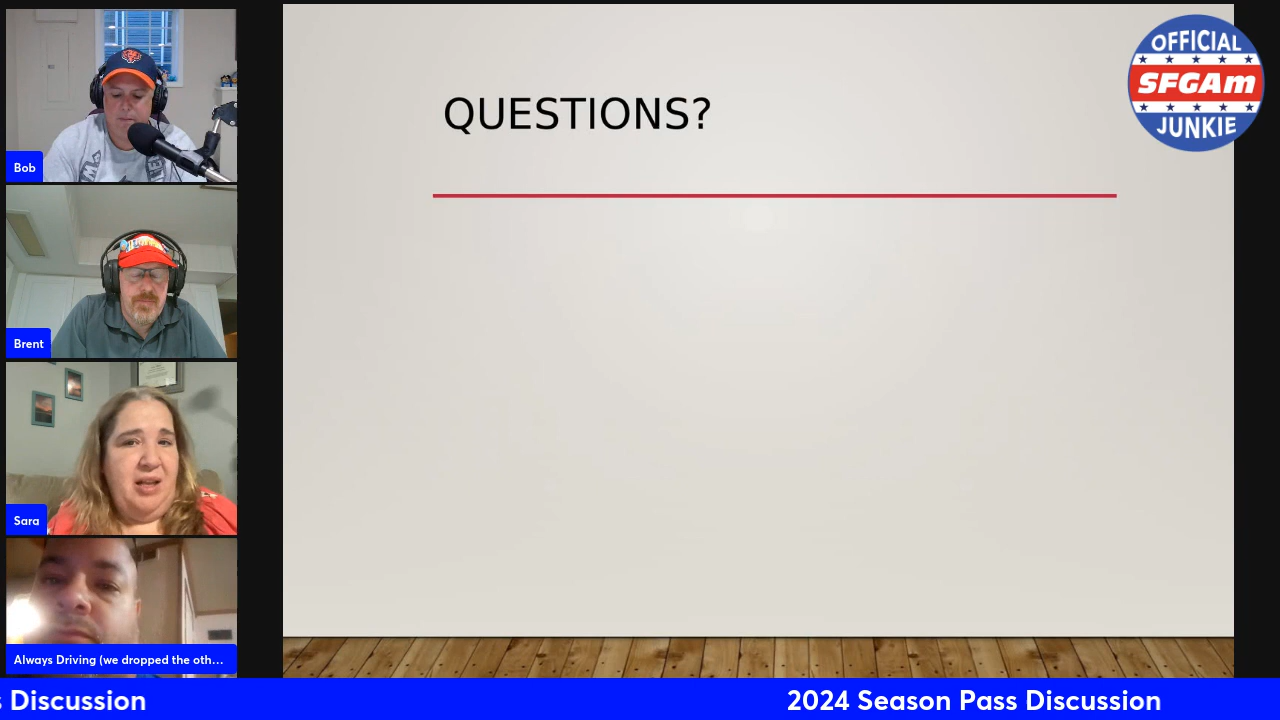 Bob
Brent
Sara
Always Driving (we dropped the oth...
QUESTIONS?
OFFICIAL
SFGAm
JUNKIE
s Discussion
2024 Season Pass Discussion